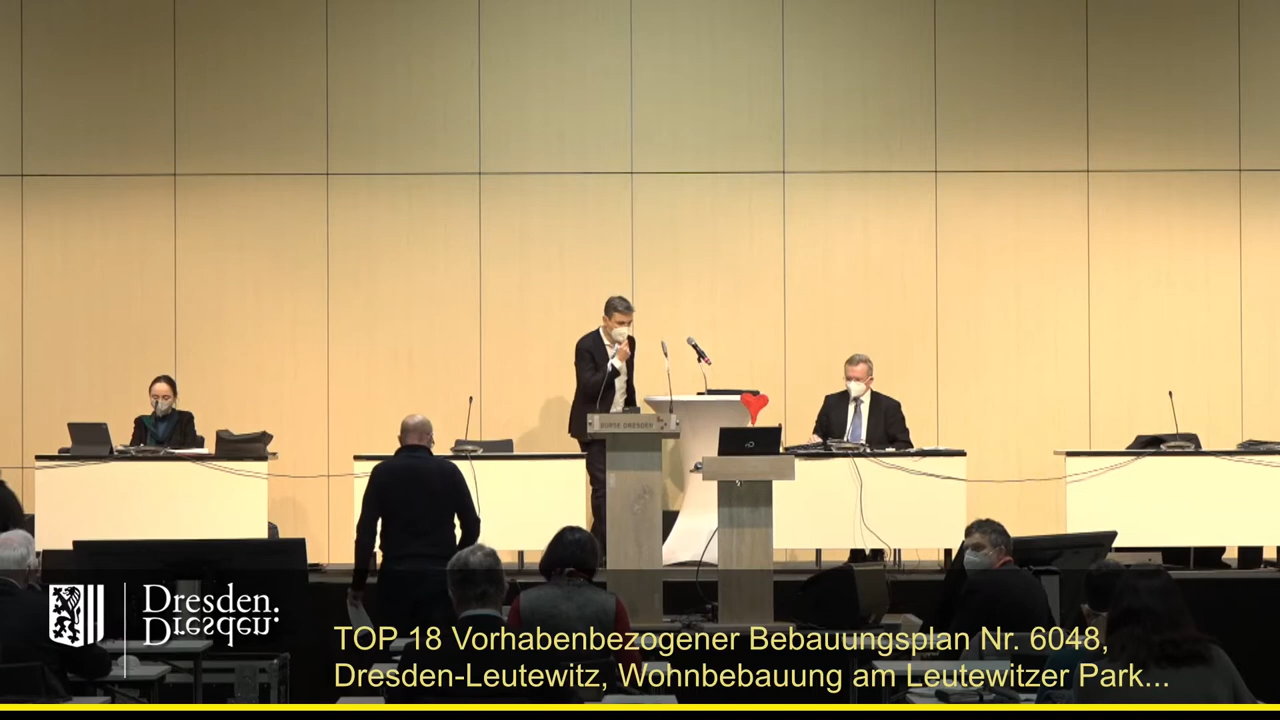 BÖRSE DRESDEN
Dresden.
Dresden.
TOP 18 Vorhabenbezogener Bebauungsplan Nr. 6048,
Dresden-Leutewitz, Wohnbebauung am Leutewitzer Park...